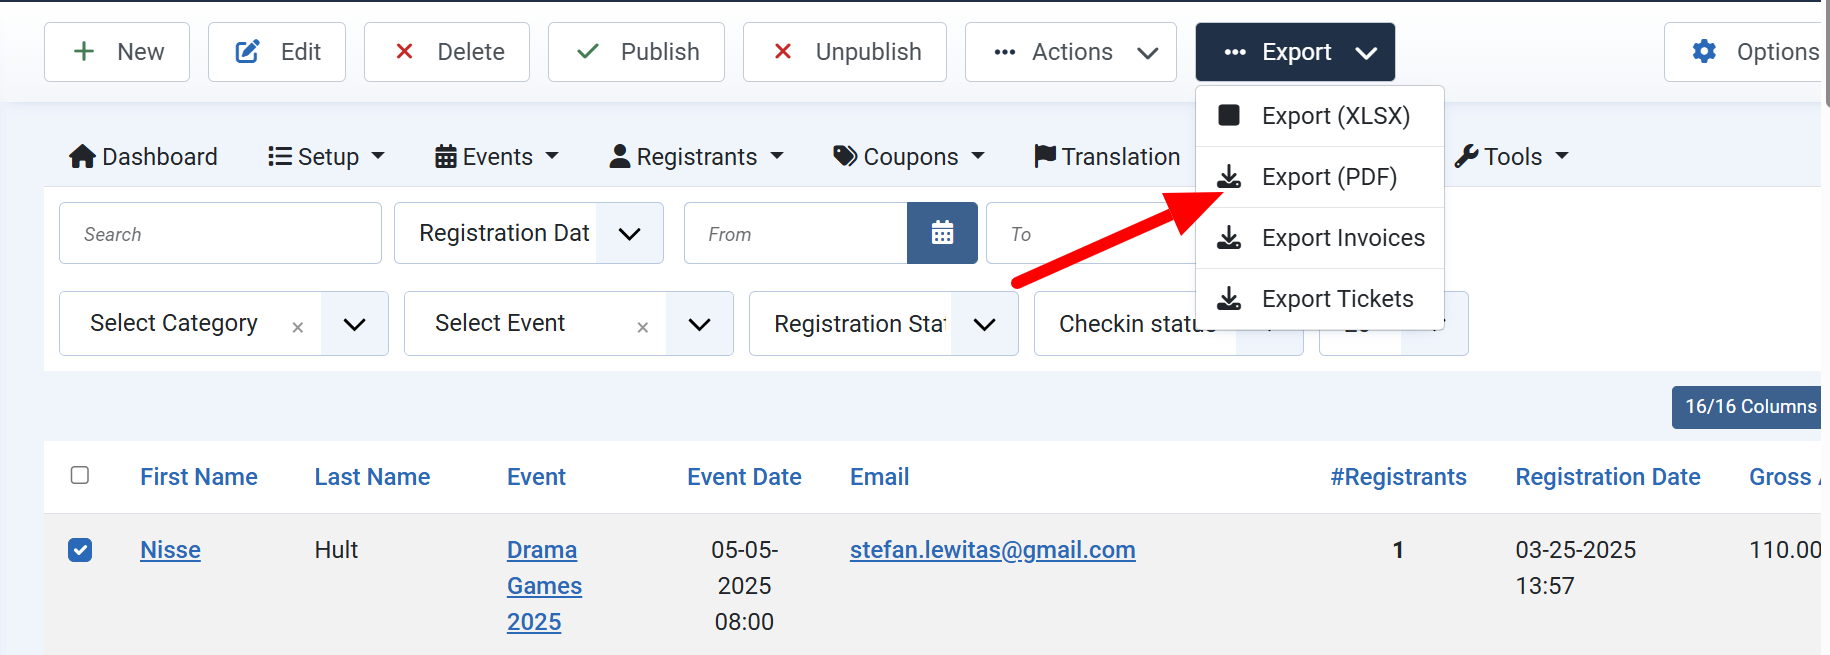 New Edit Delete Publish Unpublish Actions Export Options
Export (XLSX)
Export (PDF)
Export Invoices
Export Tickets
Dashboard Setup Events Registrants Coupons Translation Tools
Search Registration Dat From To
Select Category × Select Event × Registration Stat Checkin status
16/16 Columns
First Name Last Name Event Event Date Email #Registrants Registration Date Gross
Nisse Hult Drama 05-05- stefan.lewitas@gmail.com 1 03-25-2025 110.00
Games 2025 13:57
2025 08:00